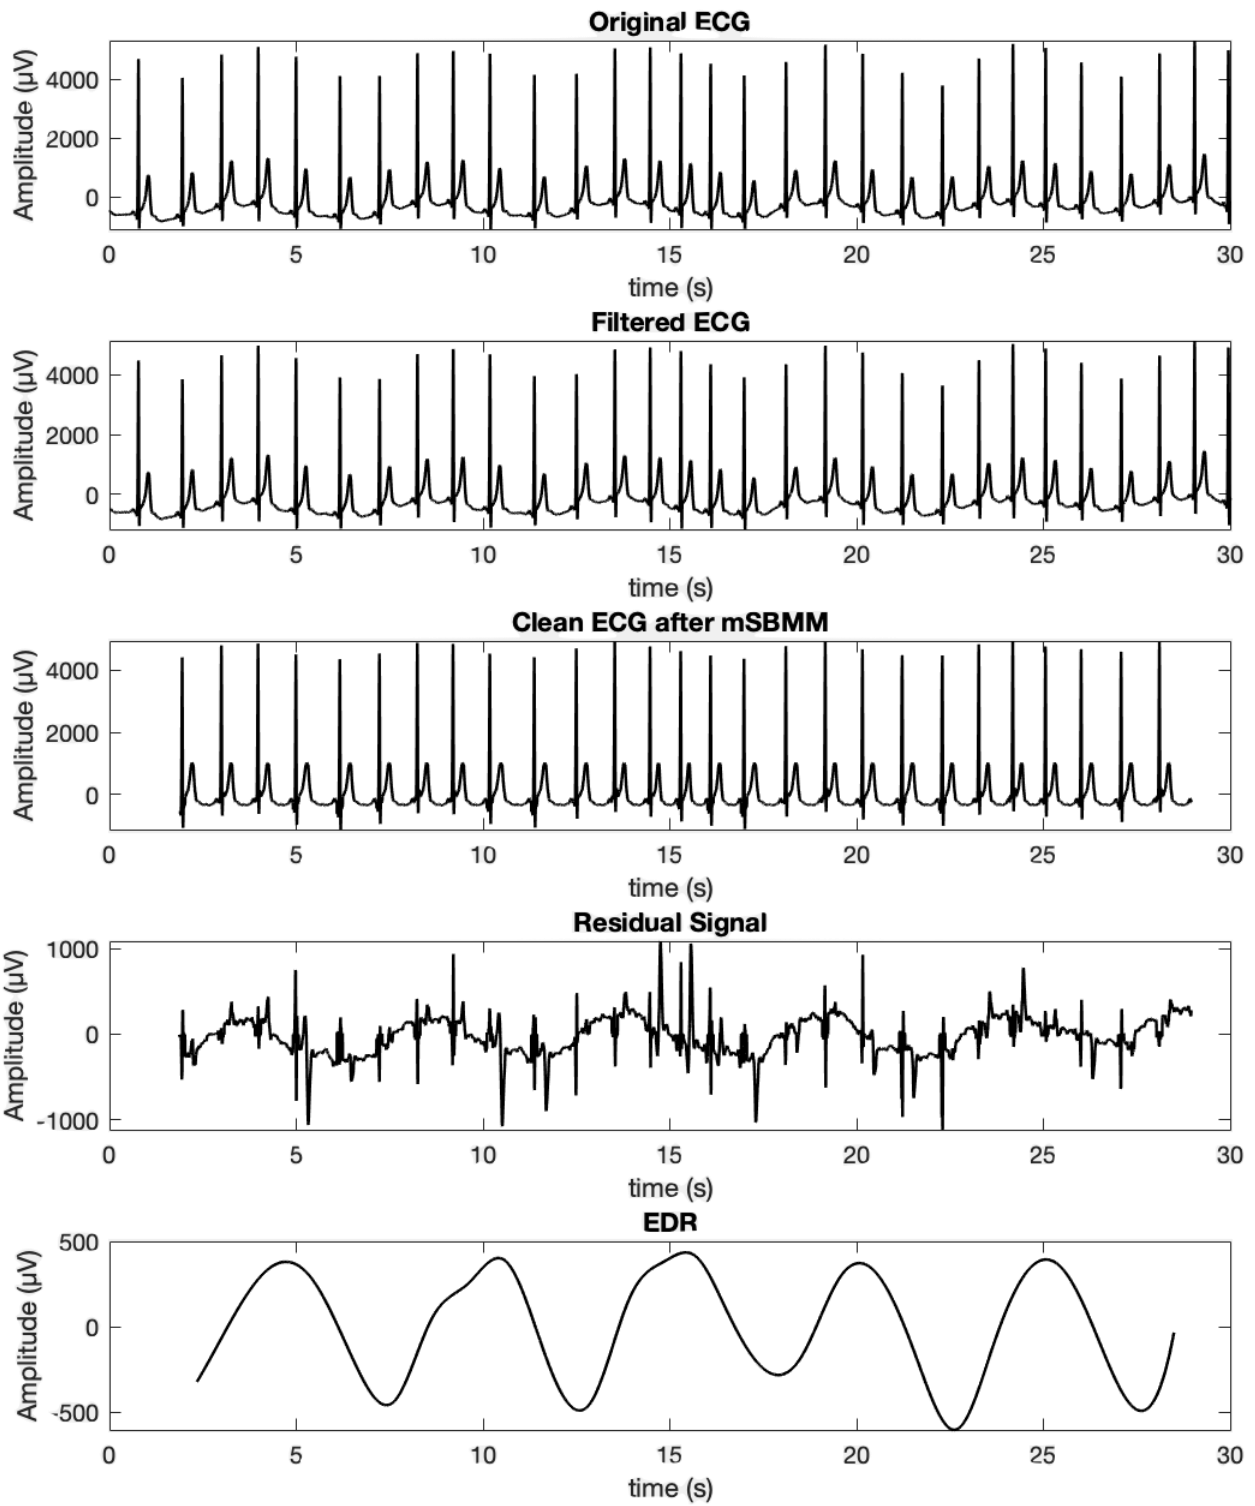 Original ECG
Amplitude (µV)
4000
2000
0
0 5 10 15 20 25 30
time (s)
Filtered ECG
Amplitude (µV)
4000
2000
0
0 5 10 15 20 25 30
time (s)
Clean ECG after mSBMM
Amplitude (µV)
4000
2000
0
0 5 10 15 20 25 30
time (s)
Residual Signal
Amplitude (µV)
1000
0
-1000
0 5 10 15 20 25 30
time (s)
EDR
Amplitude (µV)
500
0
-500
0 5 10 15 20 25 30
time (s)